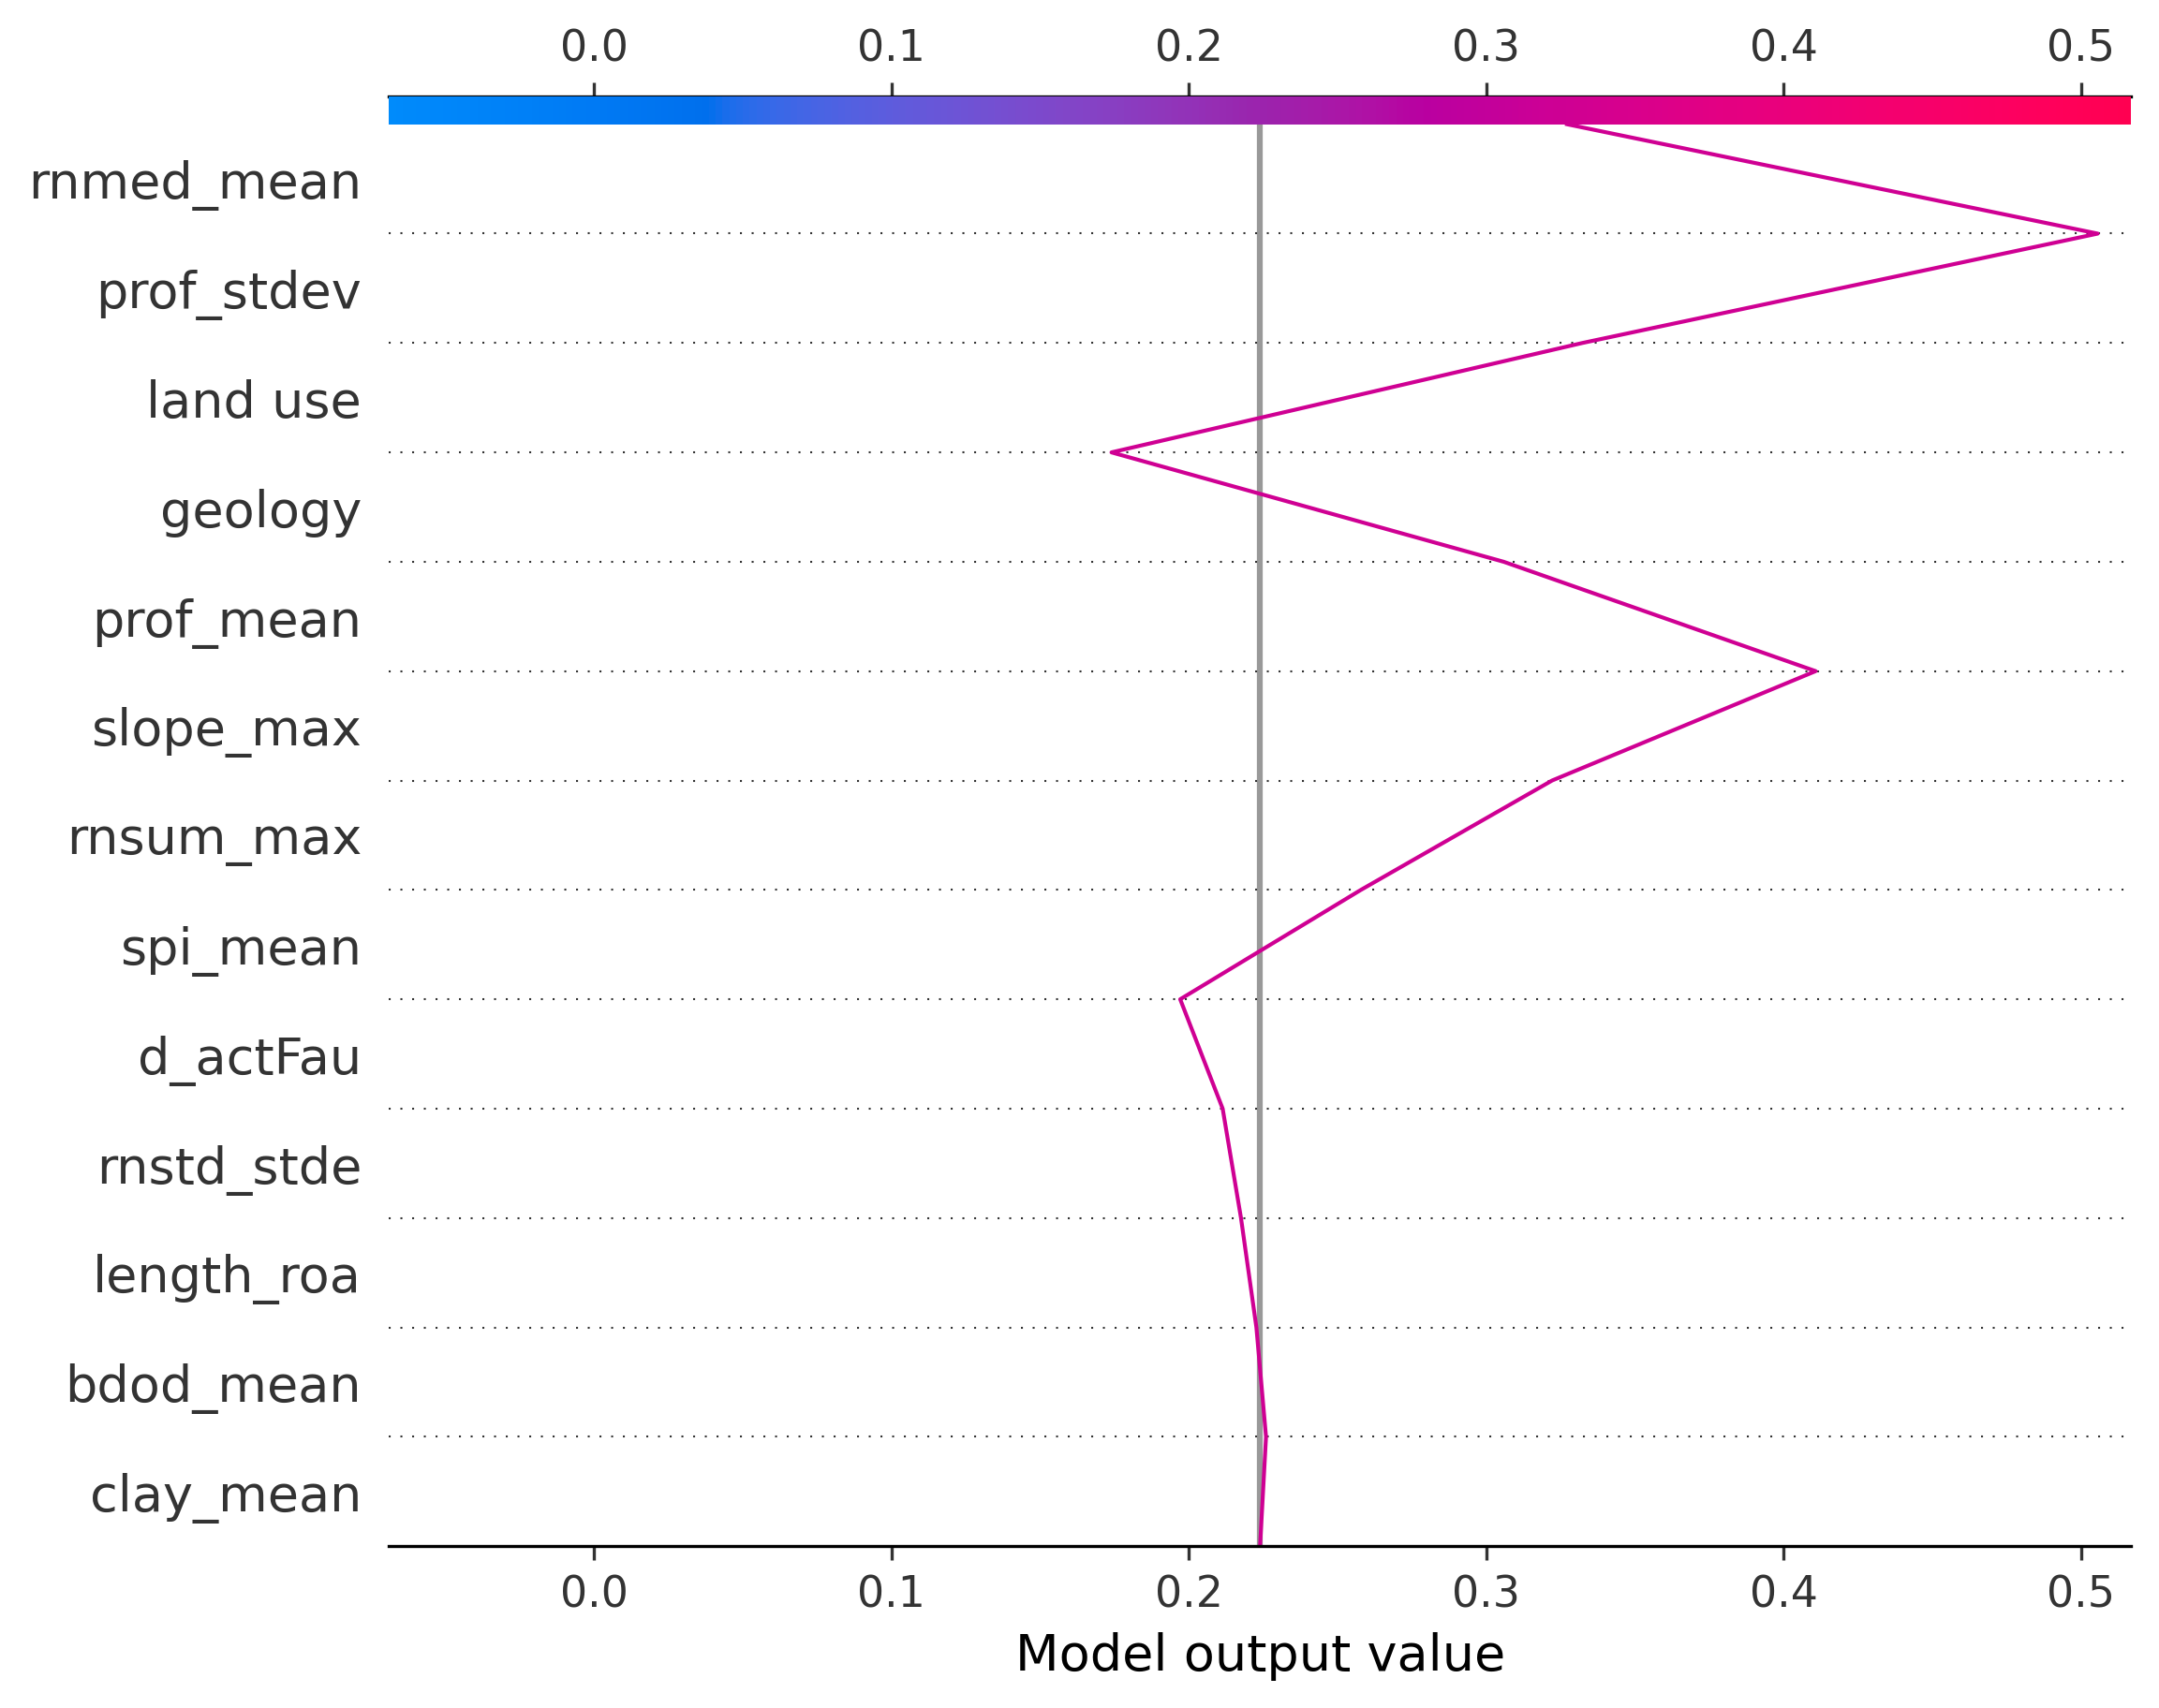 0.0 0.1 0.2 0.3 0.4 0.5
rnmed_mean
prof_stdev
land use
geology
prof_mean
slope_max
rnsum_max
spi_mean
d_actFau
rnstd_stde
length_roa
bdod_mean
clay_mean
0.0 0.1 0.2 0.3 0.4 0.5
Model output value